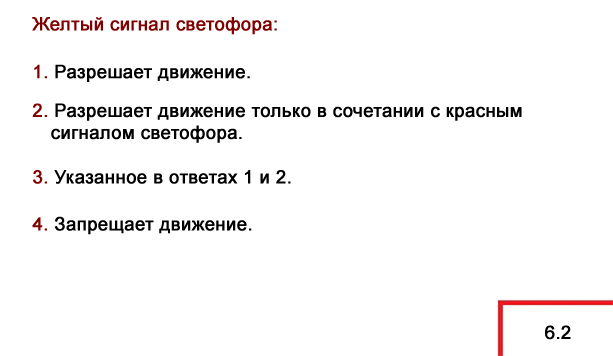 Желтый сигнал светофора:
1. Разрешает движение.
2. Разрешает движение только в сочетании с красным
сигналом светофора.
3. Указанное в ответах 1 и 2.
4. Запрещает движение.
6.2